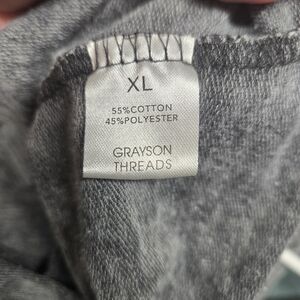 XL
55%COTTON
45%POLYESTER
GRAYSON
THREADS